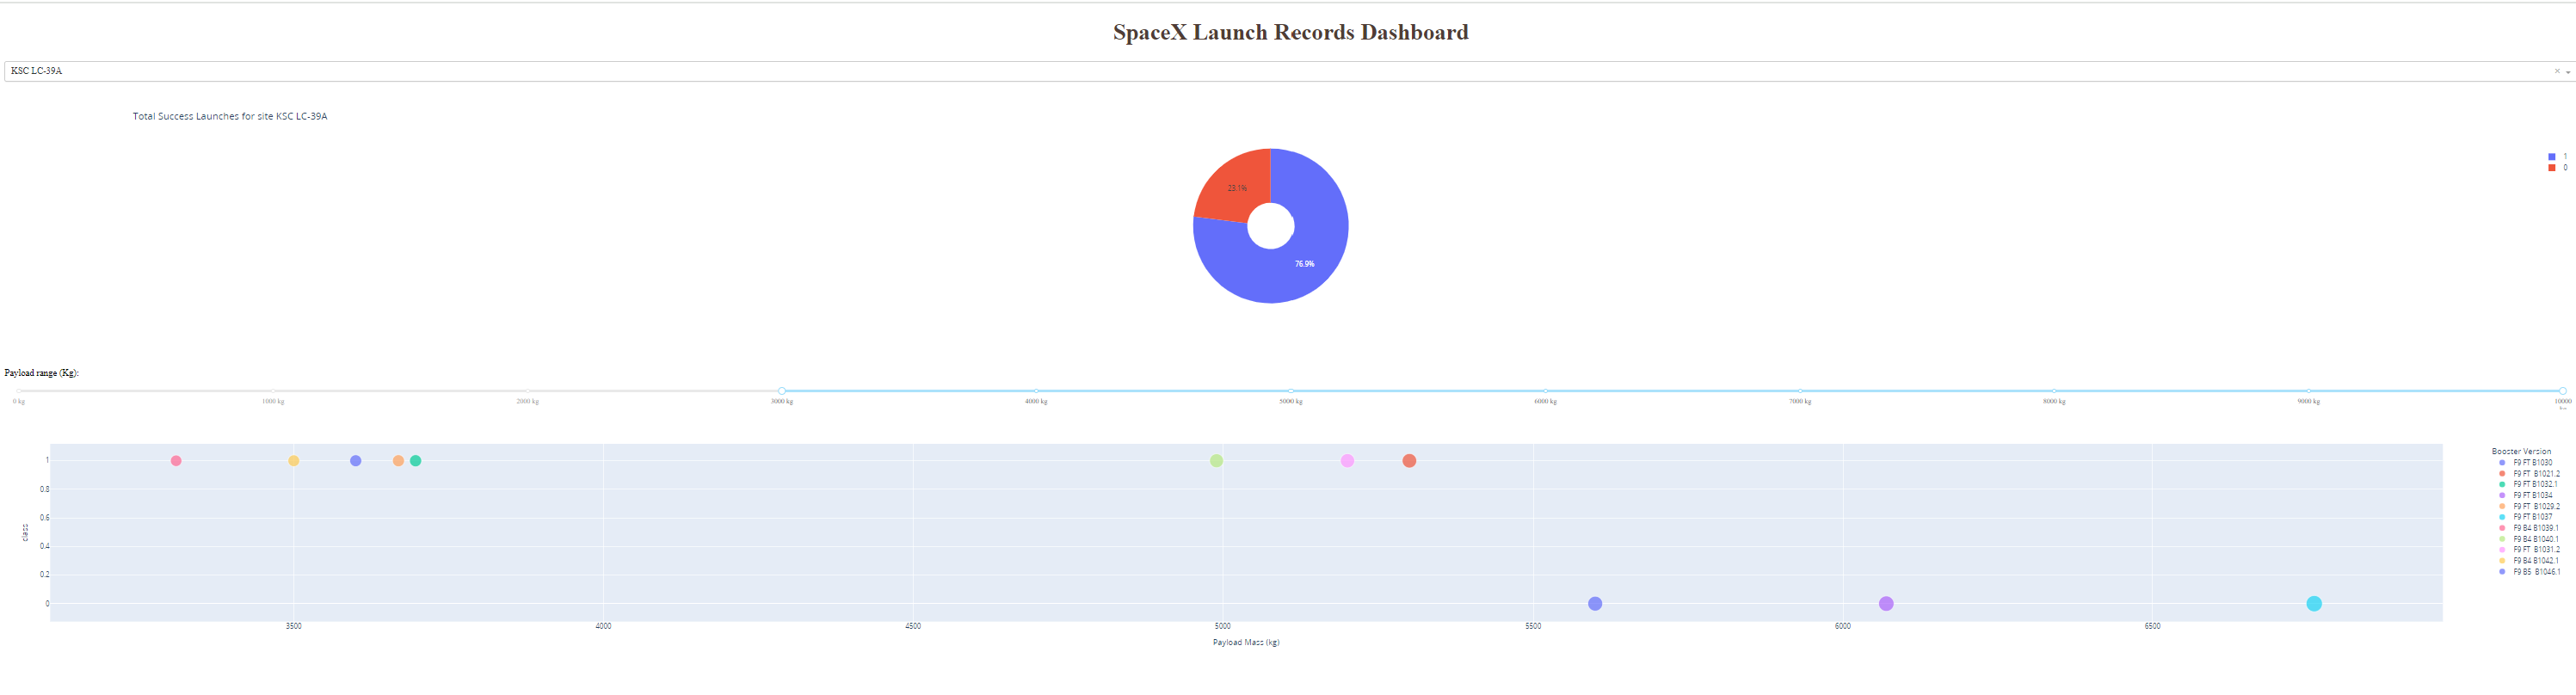 SpaceX Launch Records Dashboard
KSC LC-39A
× 
Total Success Launches for site KSC LC-39A
1
0
23.1%
76.9%
Payload range (Kg):
0 kg 1000 kg 2000 kg 3000 kg 4000 kg 5000 kg 6000 kg 7000 kg 8000 kg 9000 kg 10000
Booster Version
F9 FT B1030
F9 FT B1021.2
F9 FT B1032.1
F9 FT B1034
F9 FT B1029.2
F9 FT B1037
F9 B4 B1039.1
F9 B4 B1040.1
F9 FT B1031.2
F9 B4 B1042.1
F9 B5 B1046.1
1
0.8
0.6
0.4
0.2
0
class
3500 4000 4500 5000 5500 6000 6500
Payload Mass (kg)